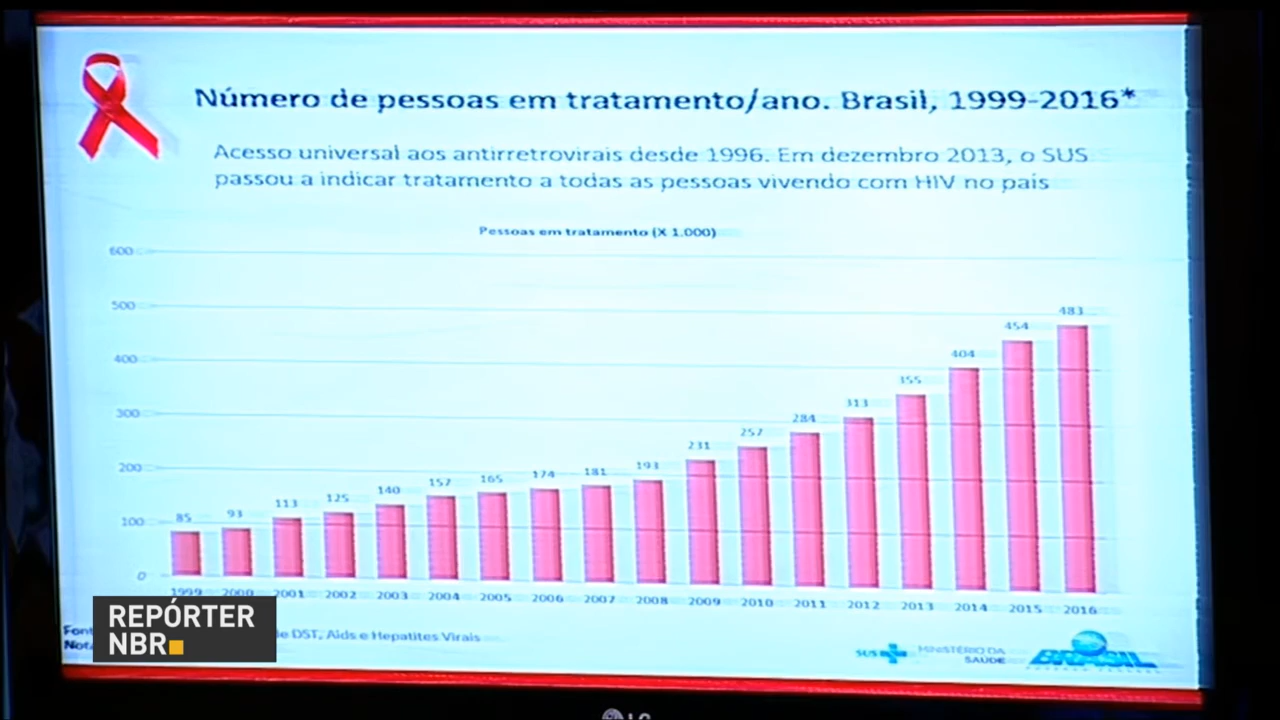 Número de pessoas em tratamento/ano. Brasil, 1999-2016*
Acesso universal aos antirretrovirais desde 1996. Em dezembro 2013, o SUS
passou a indicar tratamento a todas as pessoas vivendo com HIV no país
Pessoas em tratamento (X 1.000)
600
500
400
300
200
100
0
85 93 113 125 140 157 165 174 181 193 231 257 284 313 355 404 454 483
1999 2000 2001 2002 2003 2004 2005 2006 2007 2008 2009 2010 2011 2012 2013 2014 2015 2016
DST, Aids e Hepatites Virais
REPÓRTER
NBR
SUS
MINISTÉRIO DA
SAÚDE
BRASIL
LG